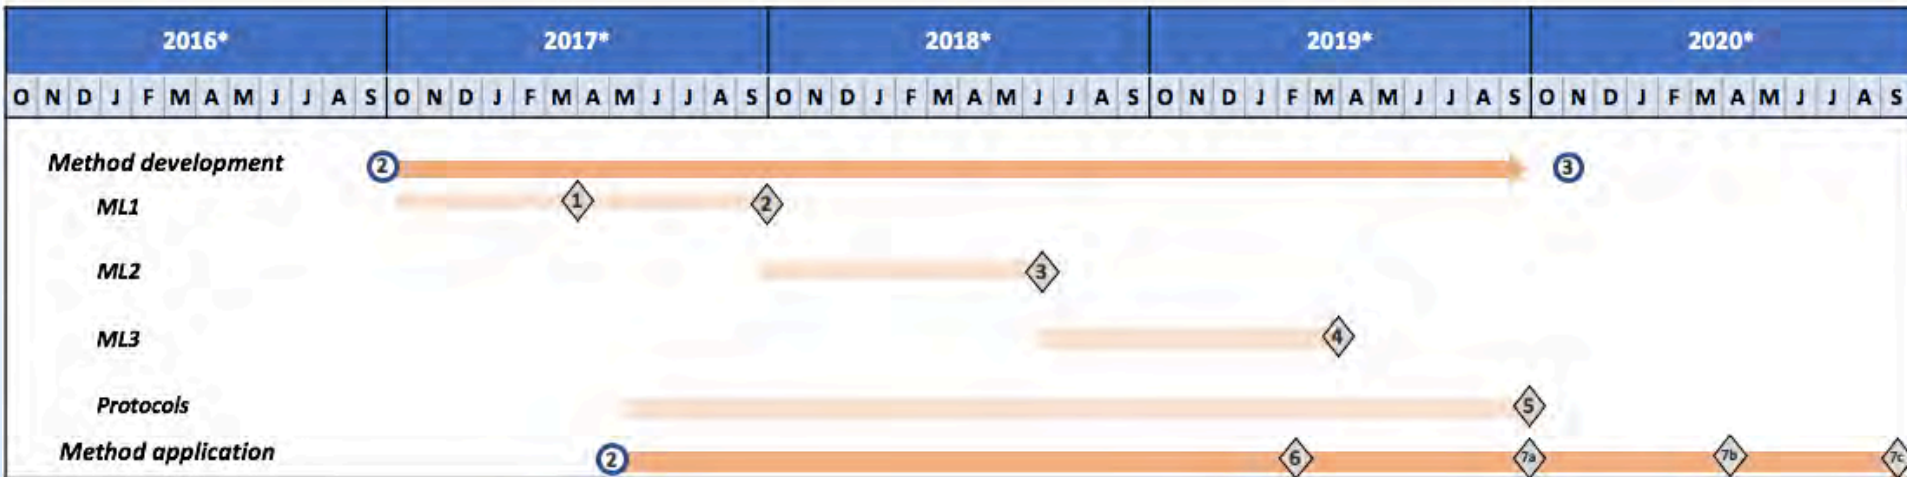 2016* 2017* 2018* 2019* 2020*
O N D J F M A M J J A S O N D J F M A M J J A S O N D J F M A M J J A S O N D J F M A M J J A S O N D J F M A M J J A S
Method development 2 3
ML1 1 2
ML2 3
ML3 4
Protocols 5
Method application 2 6 7a 7b 7c